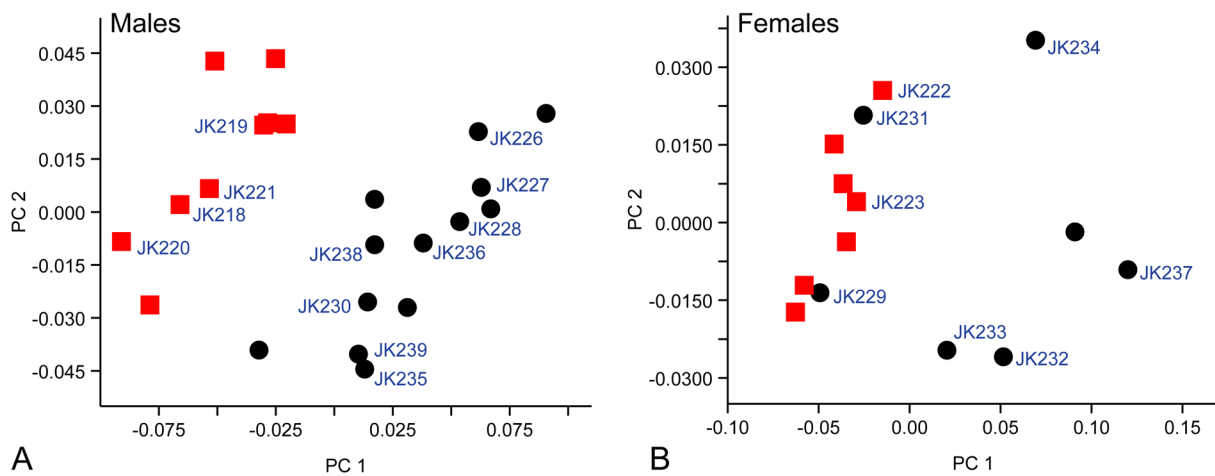 Males
0.045
0.030
0.015
0.000
-0.015
-0.030
-0.045
PC 2
JK219
JK226
JK221
JK227
JK218
JK228
JK220
JK238
JK236
JK230
JK239
JK235
-0.075
-0.025
0.025
0.075
PC 1
A
Females
0.0300
0.0150
0.0000
-0.0150
-0.0300
PC 2
JK234
JK222
JK231
JK223
JK237
JK229
JK233
JK232
-0.10
-0.05
0.00
0.05
0.10
0.15
PC 1
B